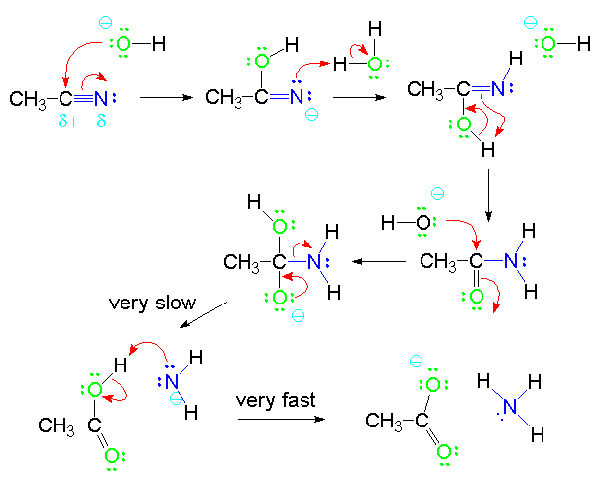 ⊖
O—H
CH3—C≡N:
δ+ δ
O H
CH3 C=N:
⊖
H
H—O
⊖
O—H
H
CH3 C=N:
O
H
⊖
H—O
H
CH3—C—N:
O H
H
O H
CH3—C—N:
O H
⊖
very slow
H
O
CH3 C
O
H
N
⊖ H
very fast
⊖
O
CH3—C
O
H
N
H H